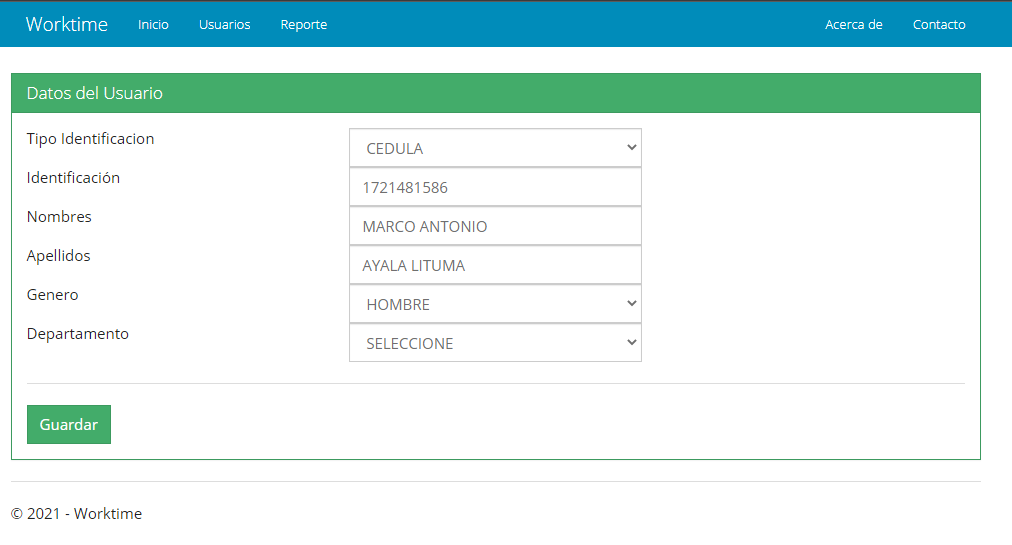 Worktime Inicio Usuarios Reporte Acerca de Contacto
Datos del Usuario
Tipo Identificacion CEDULA
Identificación 1721481586
Nombres MARCO ANTONIO
Apellidos AYALA LITUMA
Genero HOMBRE
Departamento SELECCIONE
Guardar
© 2021 - Worktime